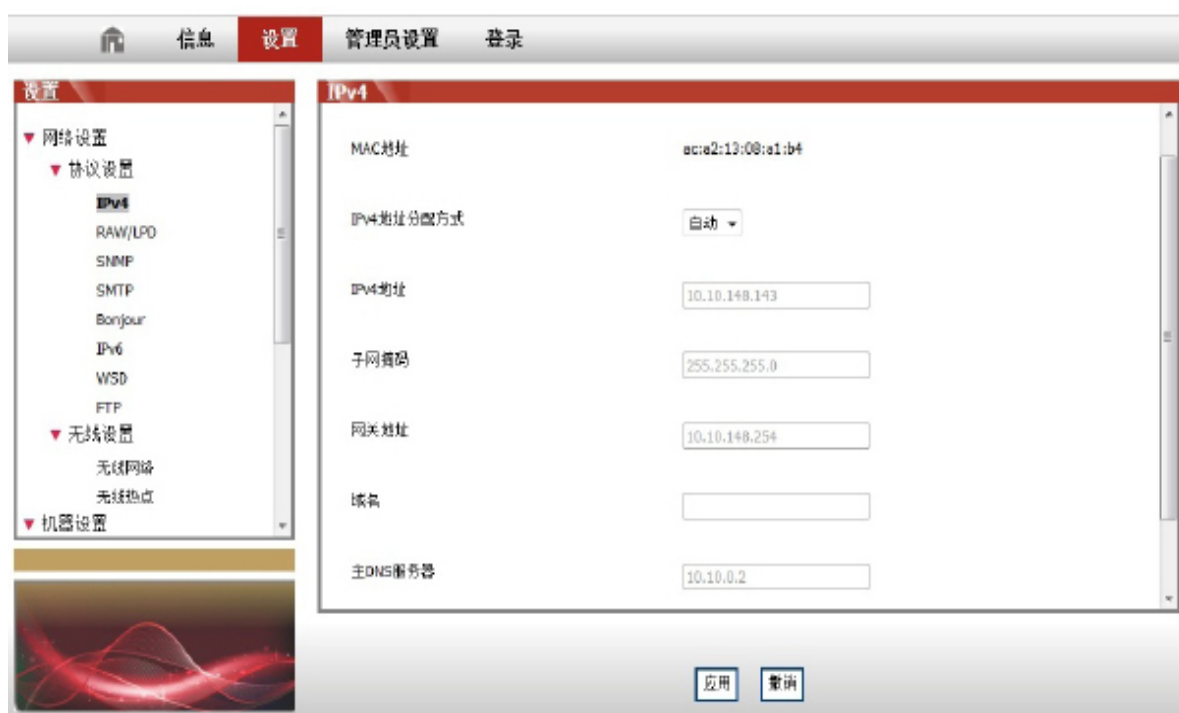 信息 设置 管理员设置 登录
设置
网络设置
协议设置
IPv4
RAW/LPD
SNMP
SMTP
Bonjour
IPv6
WSD
FTP
无线设置
无线网络
无线热点
机器设置
IPv4
MAC地址 ac:a2:13:08:a1:b4
IPv4地址分配方式 自动
IPv4地址 10.10.148.143
子网掩码 255.255.255.0
网关地址 10.10.148.254
域名
主DNS服务器 10.10.0.2
应用 撤销